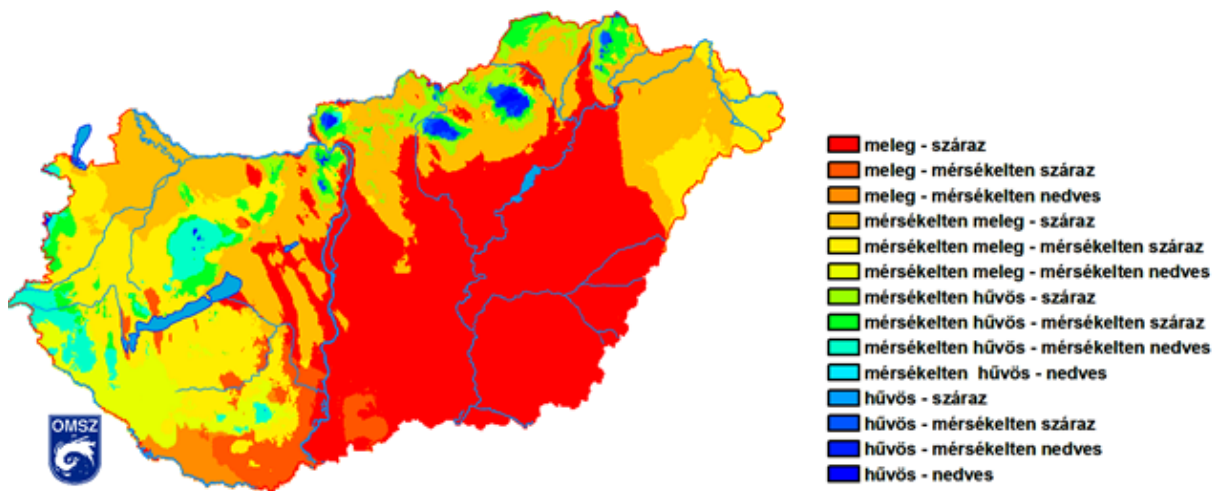 meleg - száraz
meleg - mérsékelten száraz
meleg - mérsékelten nedves
mérsékelten meleg - száraz
mérsékelten meleg - mérsékelten száraz
mérsékelten meleg - mérsékelten nedves
mérsékelten hűvös - száraz
mérsékelten hűvös - mérsékelten száraz
mérsékelten hűvös - mérsékelten nedves
mérsékelten hűvös - nedves
hűvös - száraz
hűvös - mérsékelten száraz
hűvös - mérsékelten nedves
hűvös - nedves
OMSZ